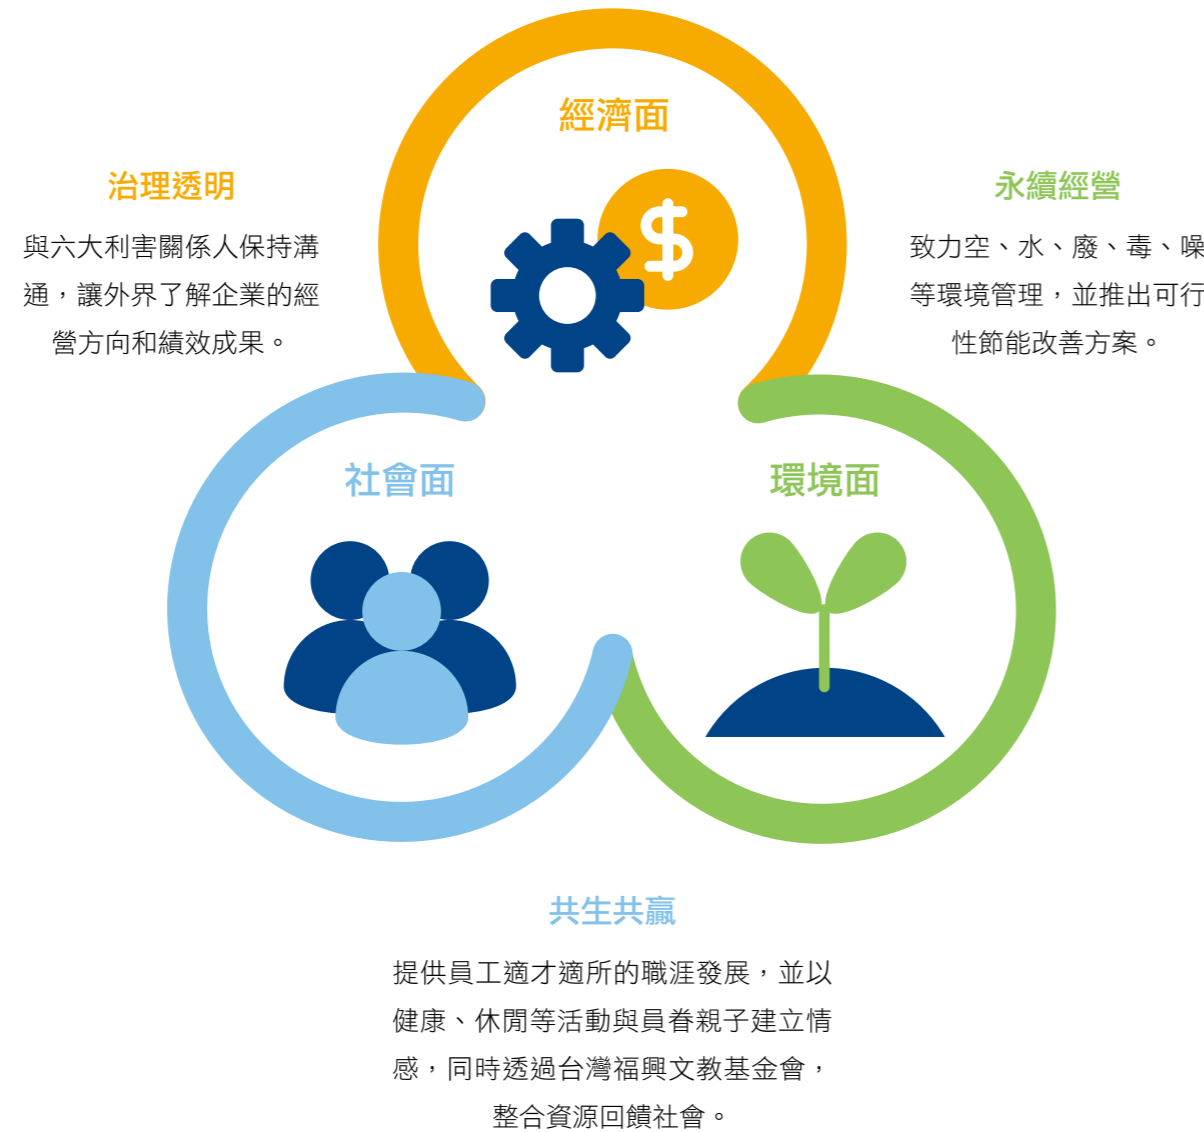 經濟面
$
治理透明
與六大利害關係人保持溝
通，讓外界了解企業的經
營方向和績效成果。
永續經營
致力空、水、廢、毒、噪
等環境管理，並推出可行
性節能改善方案。
社會面
環境面
共生共贏
提供員工適才適所的職涯發展，並以
健康、休閒等活動與員眷親子建立情
感，同時透過台灣福興文教基金會，
整合資源回饋社會。